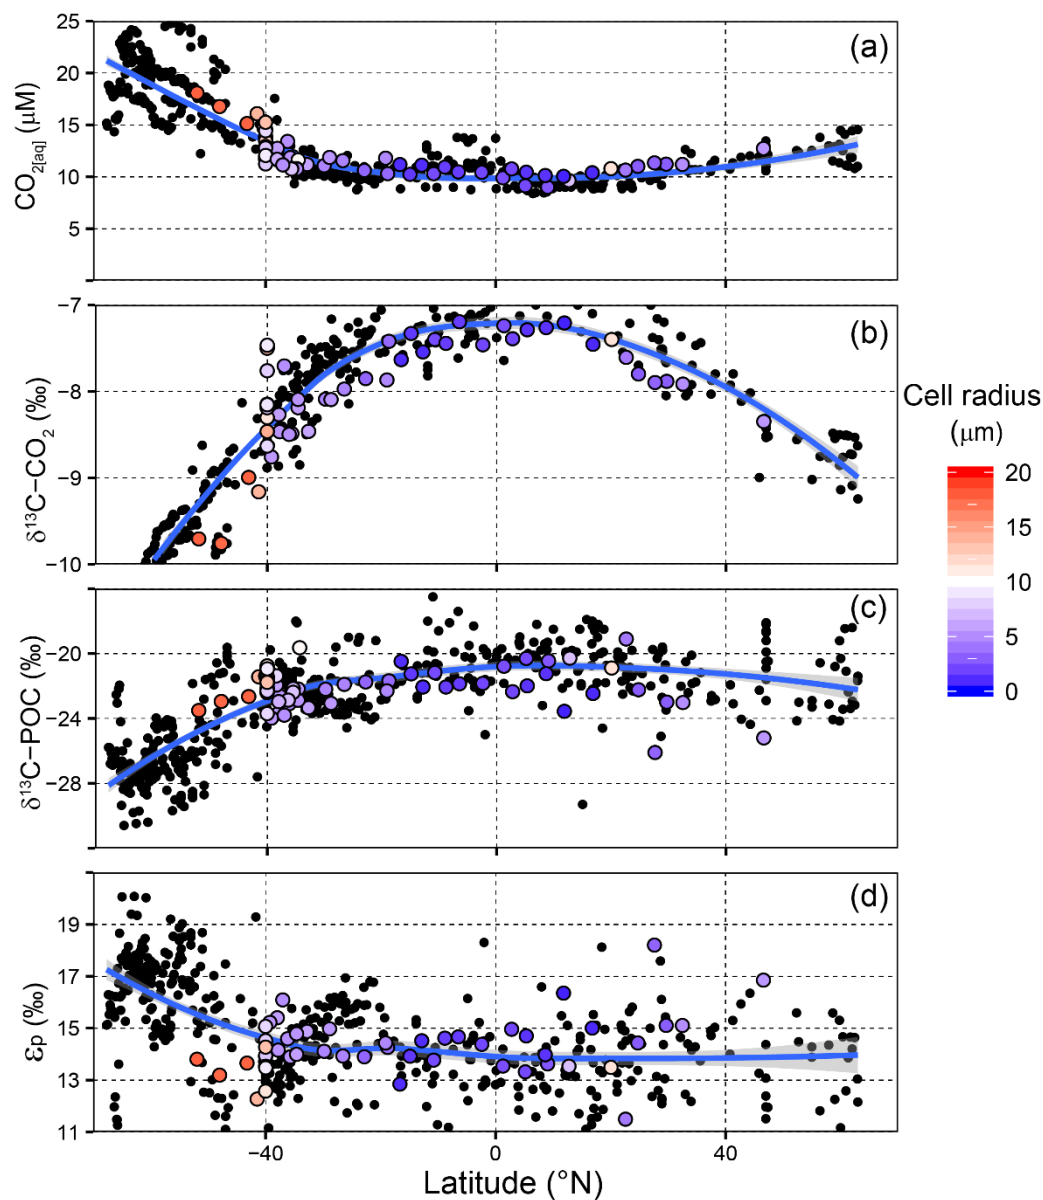 25
20
15
10
5
CO2[aq] (μM)
(a)
−7
−8
−9
−10
δ¹³C−CO₂ (‰)
(b)
−20
−24
−28
δ¹³C−POC (‰)
(c)
19
17
15
13
11
εp (‰)
(d)
−40
0
40
Latitude (°N)
Cell radius
(μm)
20
15
10
5
0